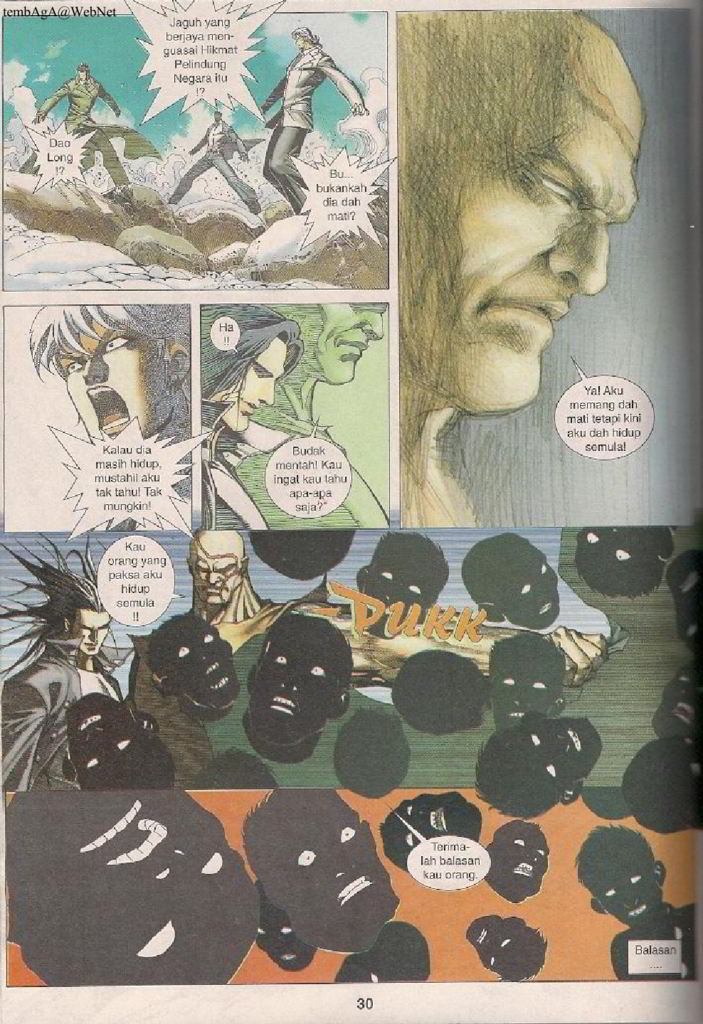 tembAgA@WebNet
Jaguh yang
berjaya men-
guasai Hikmat
Pelindung
Negara itu
!?
Dao
Long
!?
Bu...
bukankah
dia dah
mati?
Ya! Aku
memang dah
mati tetapi kini
aku dah hidup
semula!
Kalau dia
masih hidup,
mustahil aku
tak tahu! Tak
mungkin!
Ha
!!
Budak
mentah! Kau
ingat kau tahu
apa-apa
saja?"
Kau
orang yang
paksa aku
hidup
semula
!!
PUKK
Terima-
lah balasan
kau orang.
Balasan
....
30